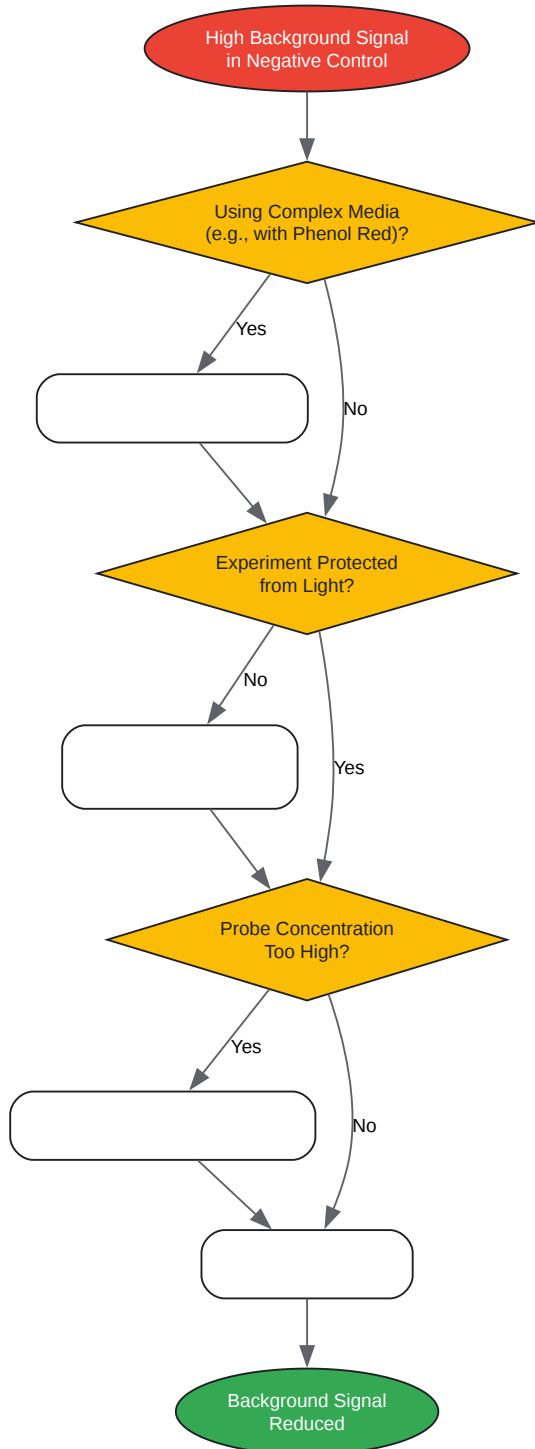 High Background Signal
in Negative Control
Using Complex Media
(e.g., with Phenol Red)?
Yes
No
Experiment Protected
from Light?
No
Yes
Probe Concentration
Too High?
Yes
No
Background Signal
Reduced